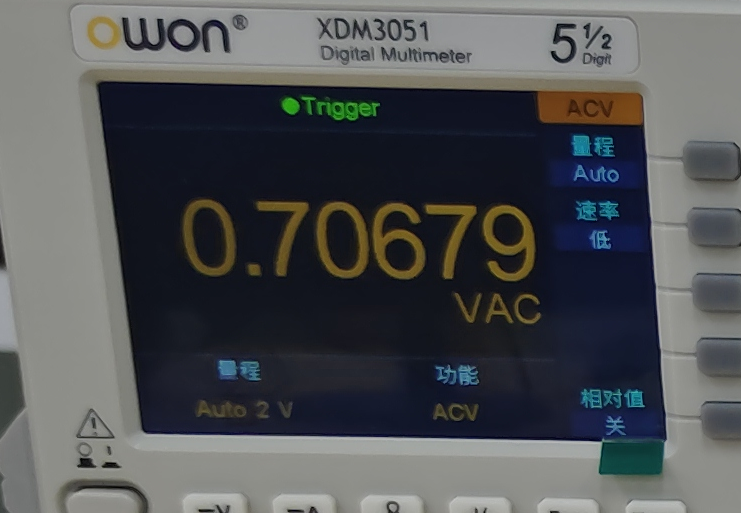 owon® XDM3051 5 1/2
Digital Multimeter Digit
Trigger ACV
量程
Auto
速率
低
0.70679
VAC
量程 功能
Auto 2 V ACV
相对值
关